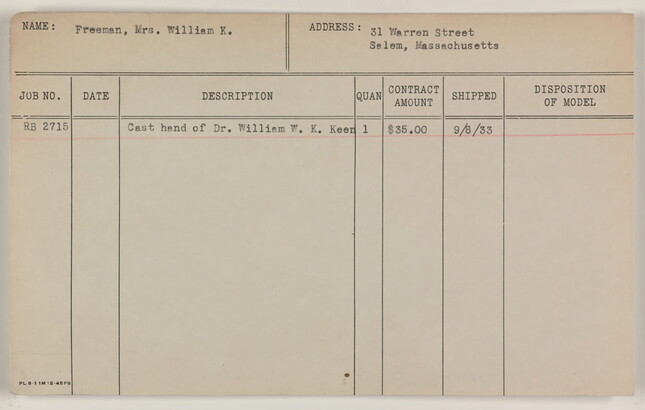 NAME: Freeman, Mrs. William K.
ADDRESS: 31 Warren Street
Salem, Massachusetts
JOB NO. DATE DESCRIPTION QUAN CONTRACT AMOUNT SHIPPED DISPOSITION OF MODEL
RB 2715 Cast hand of Dr. William W. K. Keen 1 $35.00 9/8/33